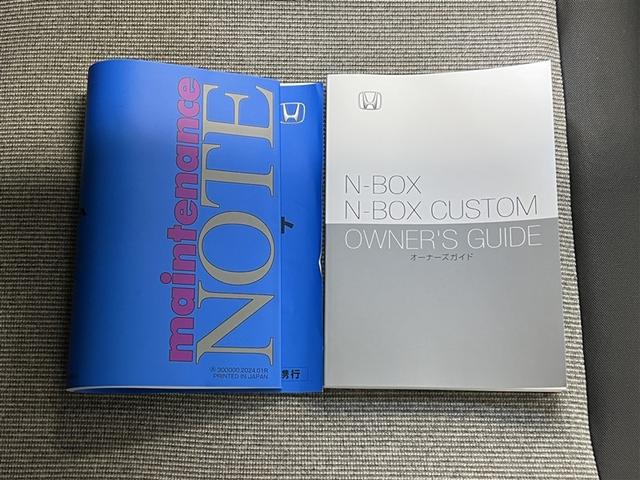 maintenance
NOTE
Ⓐ 300000.2024.01R
PRINTED IN JAPAN
携行
N-BOX
N-BOX CUSTOM
OWNER'S GUIDE
オーナーズガイド